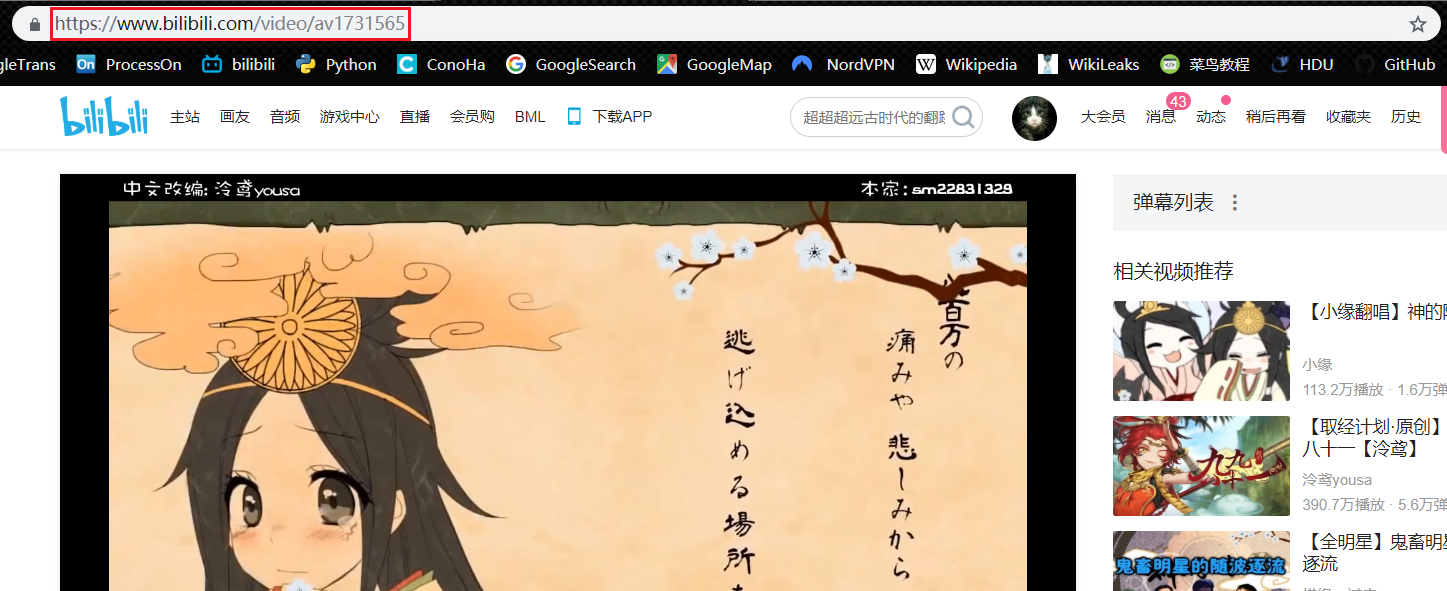 https://www.bilibili.com/video/av1731565
gleTrans ProcessOn bilibili Python ConoHa GoogleSearch GoogleMap NordVPN Wikipedia WikiLeaks 菜鸟教程 HDU GitHub
bilibili 主站 画友 音频 游戏中心 直播 会员购 BML 下载APP 超超超远古时代的翻 大会员 消息 43 动态 稍后再看 收藏夹 历史
中文改编: 泠鸢yousa 本家: sm22831329
百万の
痛みや悲しみから
逃げ込める場所
弹幕列表
相关视频推荐
【小缘翻唱】神的
小缘
113.2万播放 · 1.6万弹
【取经计划·原创】
八十一【泠鸢】
泠鸢yousa
390.7万播放 · 5.6万弹
九九
【全明星】鬼畜明星
逐流
鬼畜明星的随波逐流